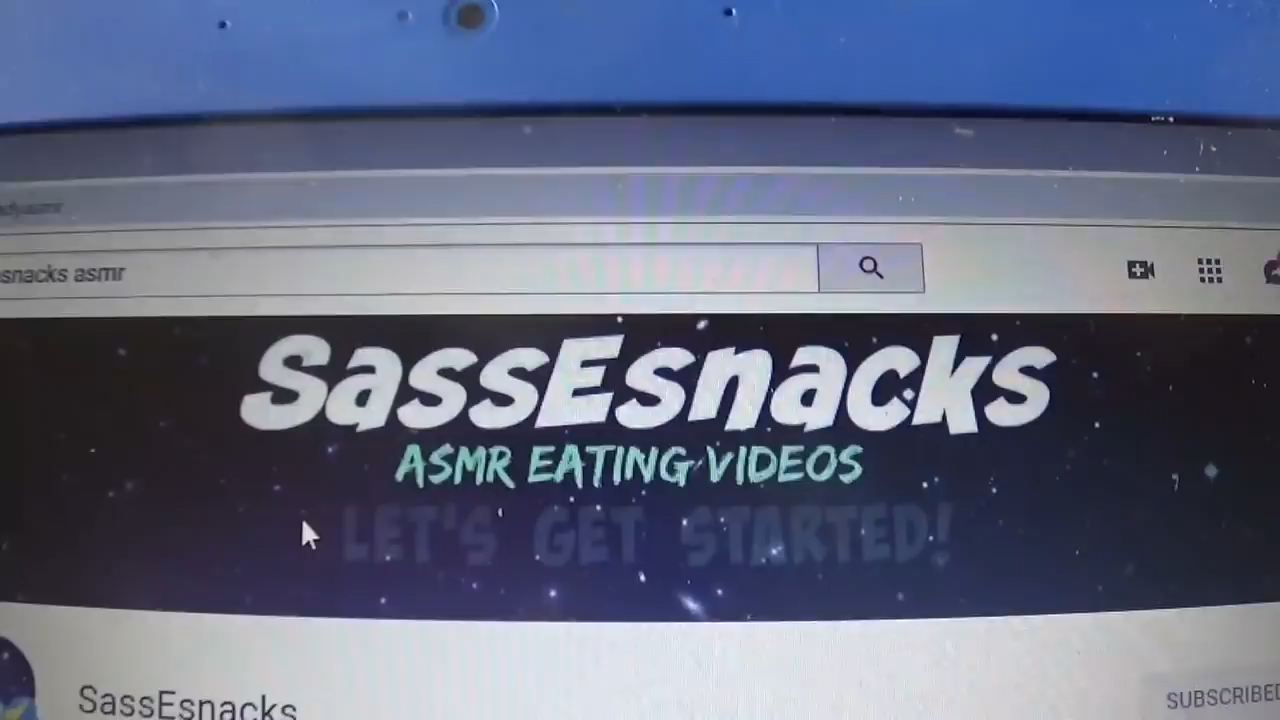 snacks asmr
SassEsnacks
ASMR EATING VIDEOS
LET'S GET STARTED!
SassEsnacks
SUBSCRIBED